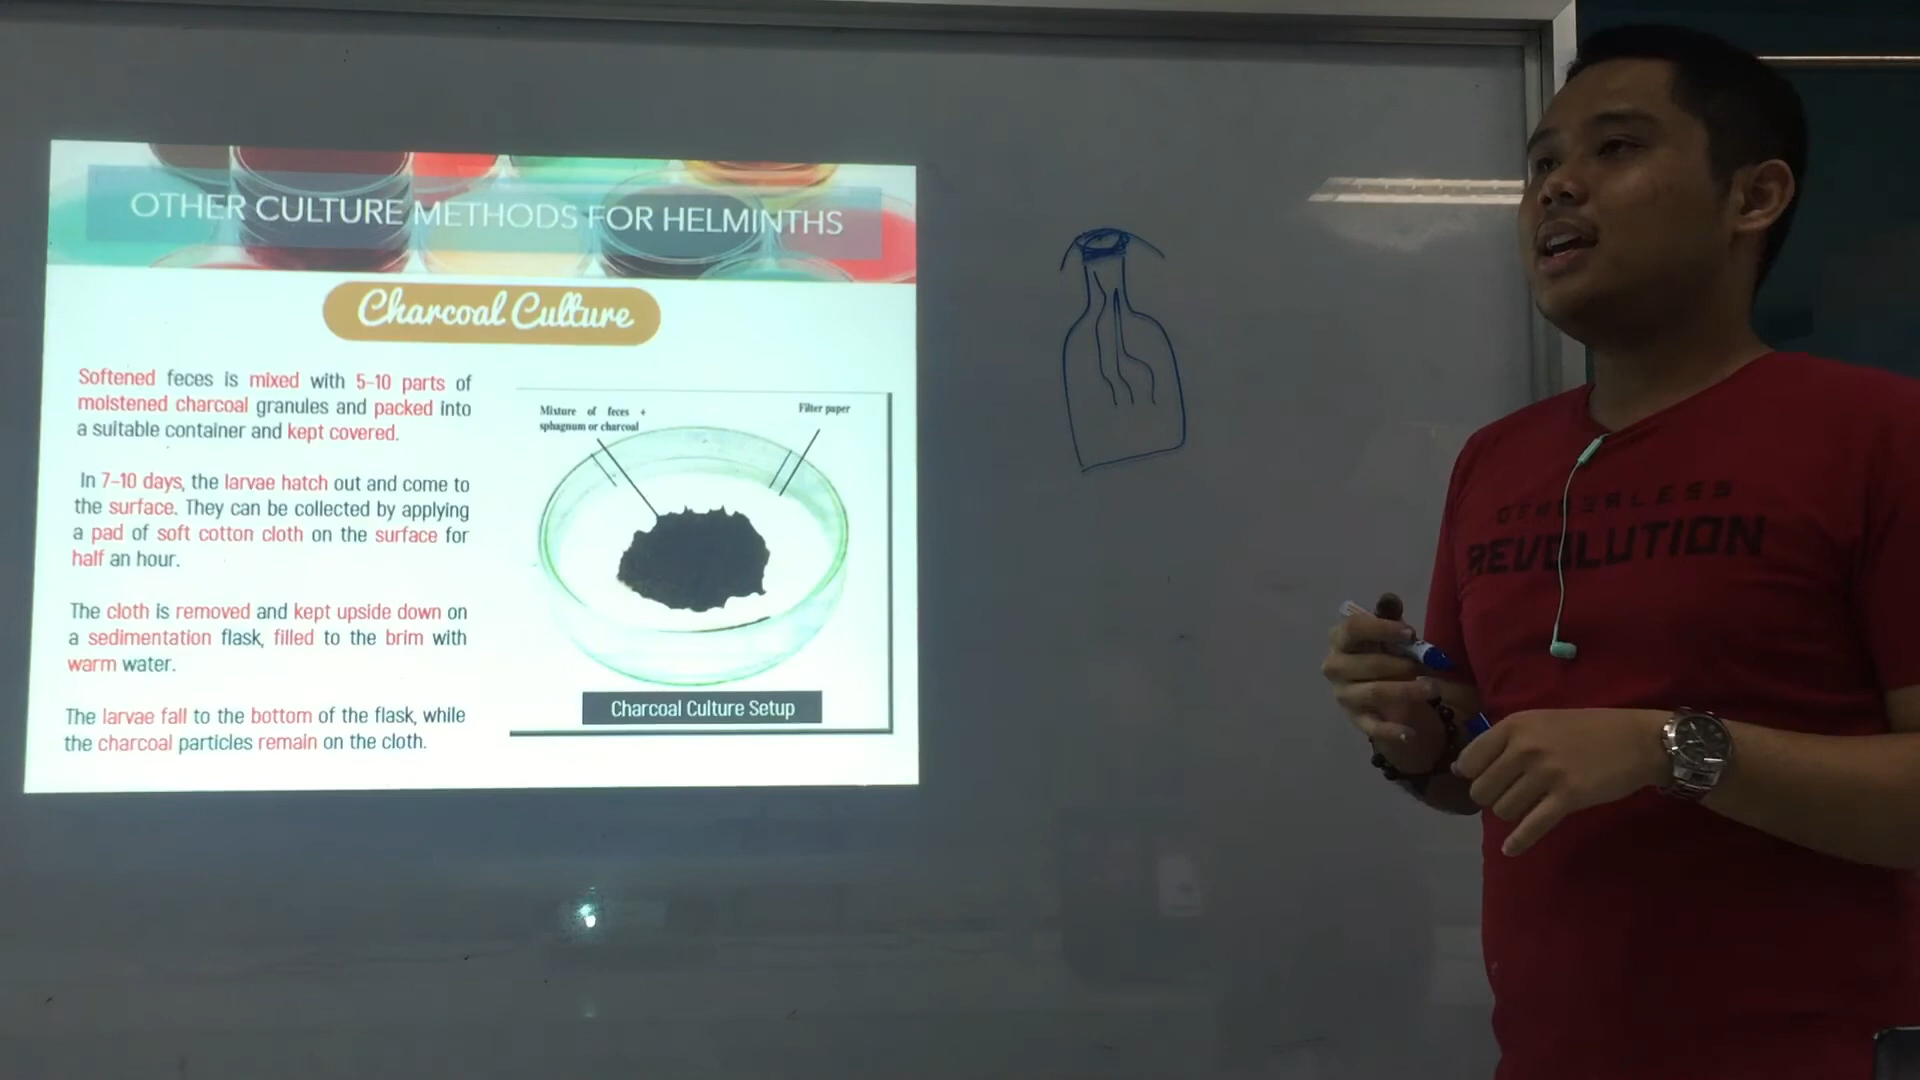 OTHER CULTURE METHODS FOR HELMINTHS
Charcoal Culture
Softened feces is mixed with 5-10 parts of
moistened charcoal granules and packed into
a suitable container and kept covered.
In 7-10 days, the larvae hatch out and come to
the surface. They can be collected by applying
a pad of soft cotton cloth on the surface for
half an hour.
The cloth is removed and kept upside down on
a sedimentation flask, filled to the brim with
warm water.
The larvae fall to the bottom of the flask, while
the charcoal particles remain on the cloth.
Mixture of feces +
sphagnum or charcoal
Filter paper
Charcoal Culture Setup
GENDERLESS
REVOLUTION